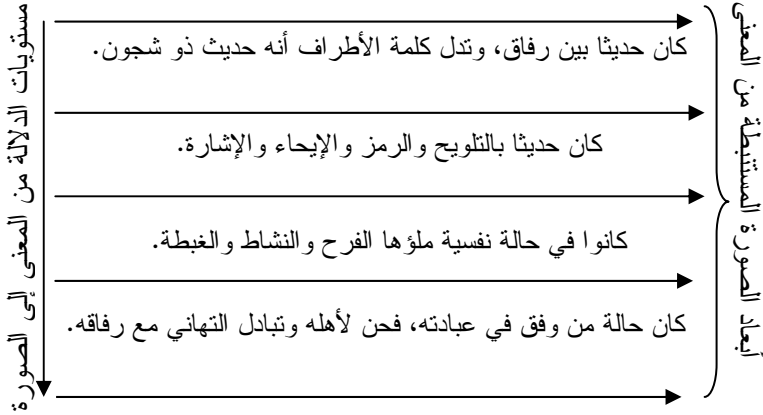 أبعاد الصورة المستنبطة من المعنى
كان حديثا بين رفاق، وتدل كلمة الأطراف أنه حديث ذو شجون.
كان حديثا بالتلويح والرمز والإيحاء والإشارة.
كانوا في حالة نفسية ملؤها الفرح والنشاط والغبطة.
كان حالة من وفق في عبادته، فحن لأهله وتبادل التهاني مع رفاقه.
مستويات الدلالة من المعنى إلى الصورة